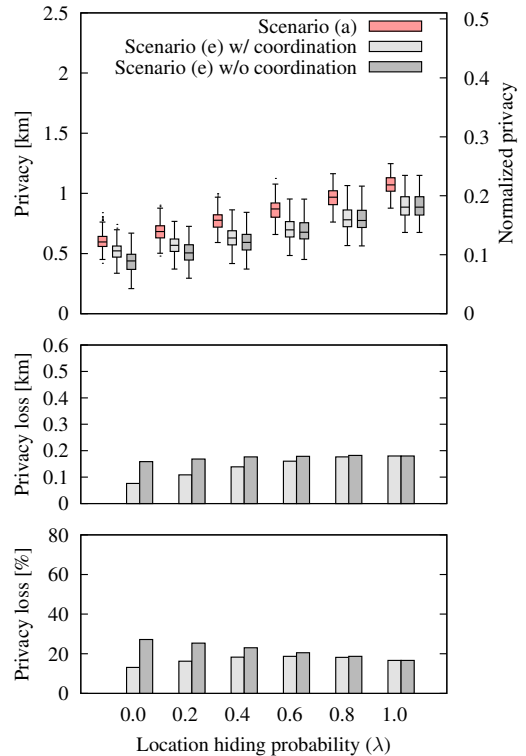 Scenario (a)
Scenario (e) w/ coordination
Scenario (e) w/o coordination
Privacy [km]
2.5
2
1.5
1
0.5
0
Normalized privacy
0.5
0.4
0.3
0.2
0.1
0
Privacy loss [km]
0.6
0.5
0.4
0.3
0.2
0.1
0
Privacy loss [%]
80
60
40
20
0
0.0 0.2 0.4 0.6 0.8 1.0
Location hiding probability (λ)